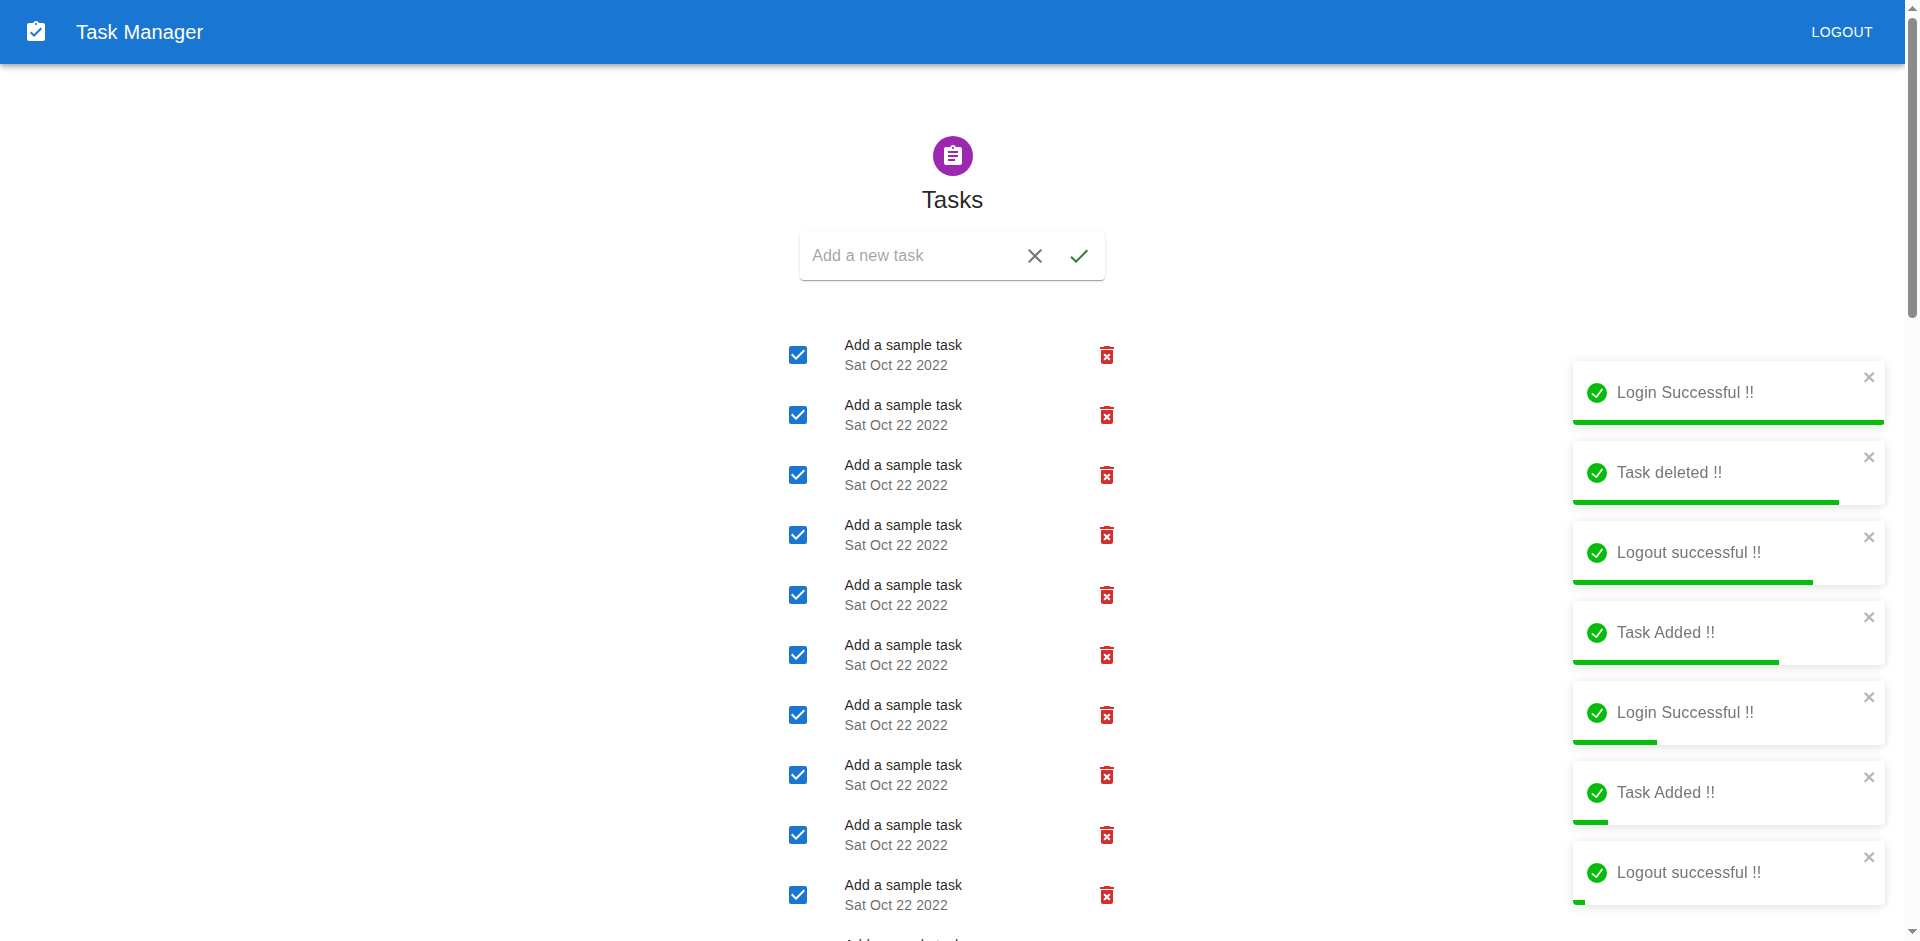 Task Manager
LOGOUT
Tasks
Add a new task
Add a sample task
Sat Oct 22 2022
Add a sample task
Sat Oct 22 2022
Add a sample task
Sat Oct 22 2022
Add a sample task
Sat Oct 22 2022
Add a sample task
Sat Oct 22 2022
Add a sample task
Sat Oct 22 2022
Add a sample task
Sat Oct 22 2022
Add a sample task
Sat Oct 22 2022
Add a sample task
Sat Oct 22 2022
Add a sample task
Sat Oct 22 2022
Login Successful !!
Task deleted !!
Logout successful !!
Task Added !!
Login Successful !!
Task Added !!
Logout successful !!